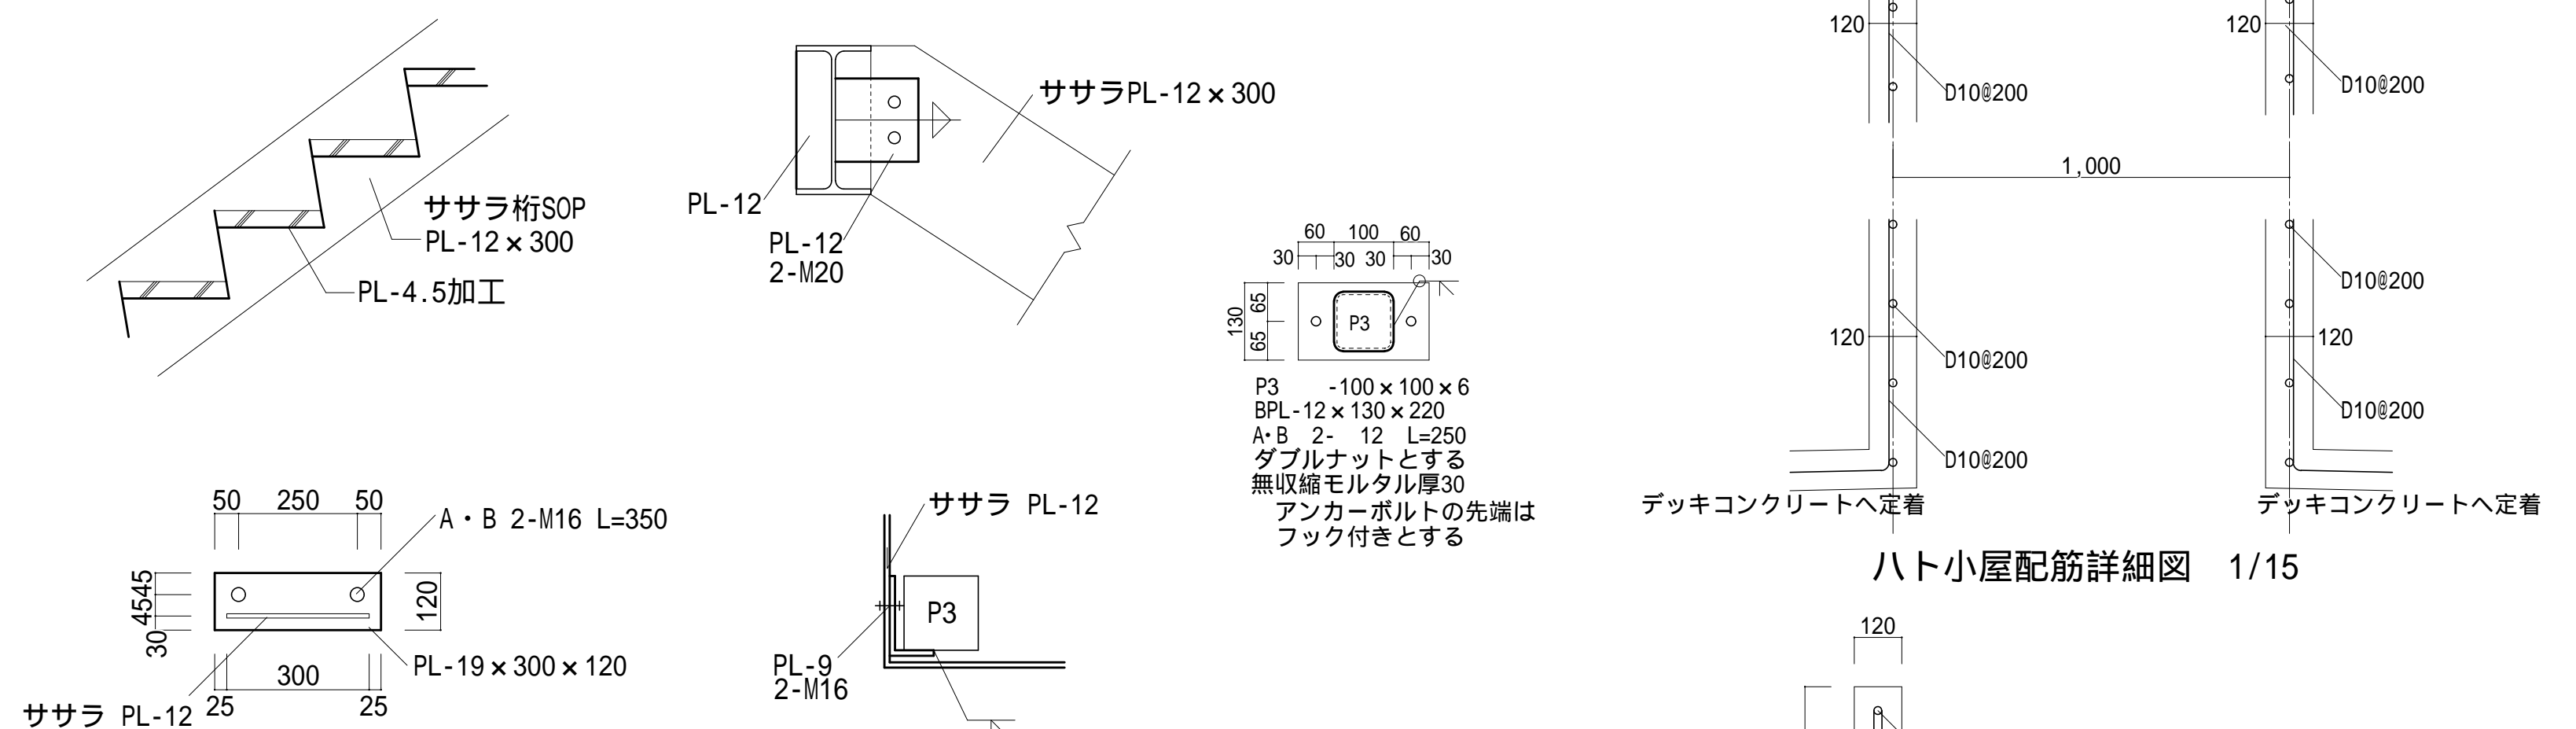 ササラ桁SOP
PL-12×300
PL-4.5加工
ササラPL-12×300
PL-12
PL-12
2-M20
60 100 60
30 30 30 30
130
65
65
P3
P3 -100×100×6
BPL-12×130×220
A・B 2- 12 L=250
ダブルナットとする
無収縮モルタル厚30
アンカーボルトの先端は
フック付きとする
50 250 50
A・B 2-M16 L=350
45
45
30
120
PL-19×300×120
300
25 25
ササラ PL-12
ササラ PL-12
P3
PL-9
2-M16
120
D10@200
120
D10@200
1,000
D10@200
D10@200
120
120
D10@200
D10@200
D10@200
デッキコンクリートへ定着
デッキコンクリートへ定着
ハト小屋配筋詳細図 1/15
120